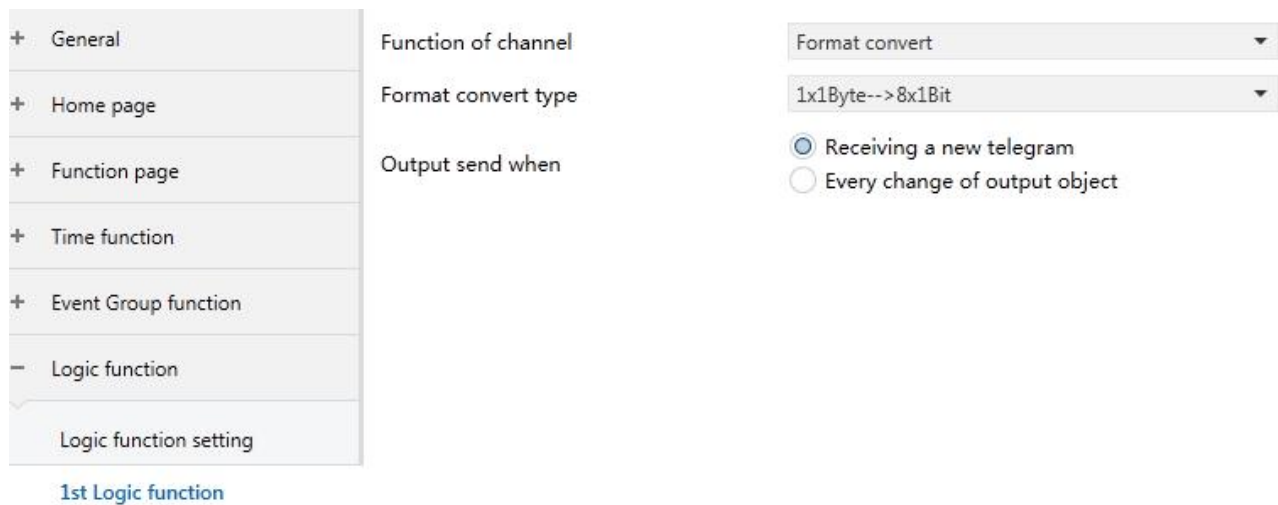 + General
+ Home page
+ Function page
+ Time function
+ Event Group function
− Logic function
Logic function setting
1st Logic function
Function of channel Format convert
Format convert type 1x1Byte-->8x1Bit
Output send when
Receiving a new telegram
Every change of output object